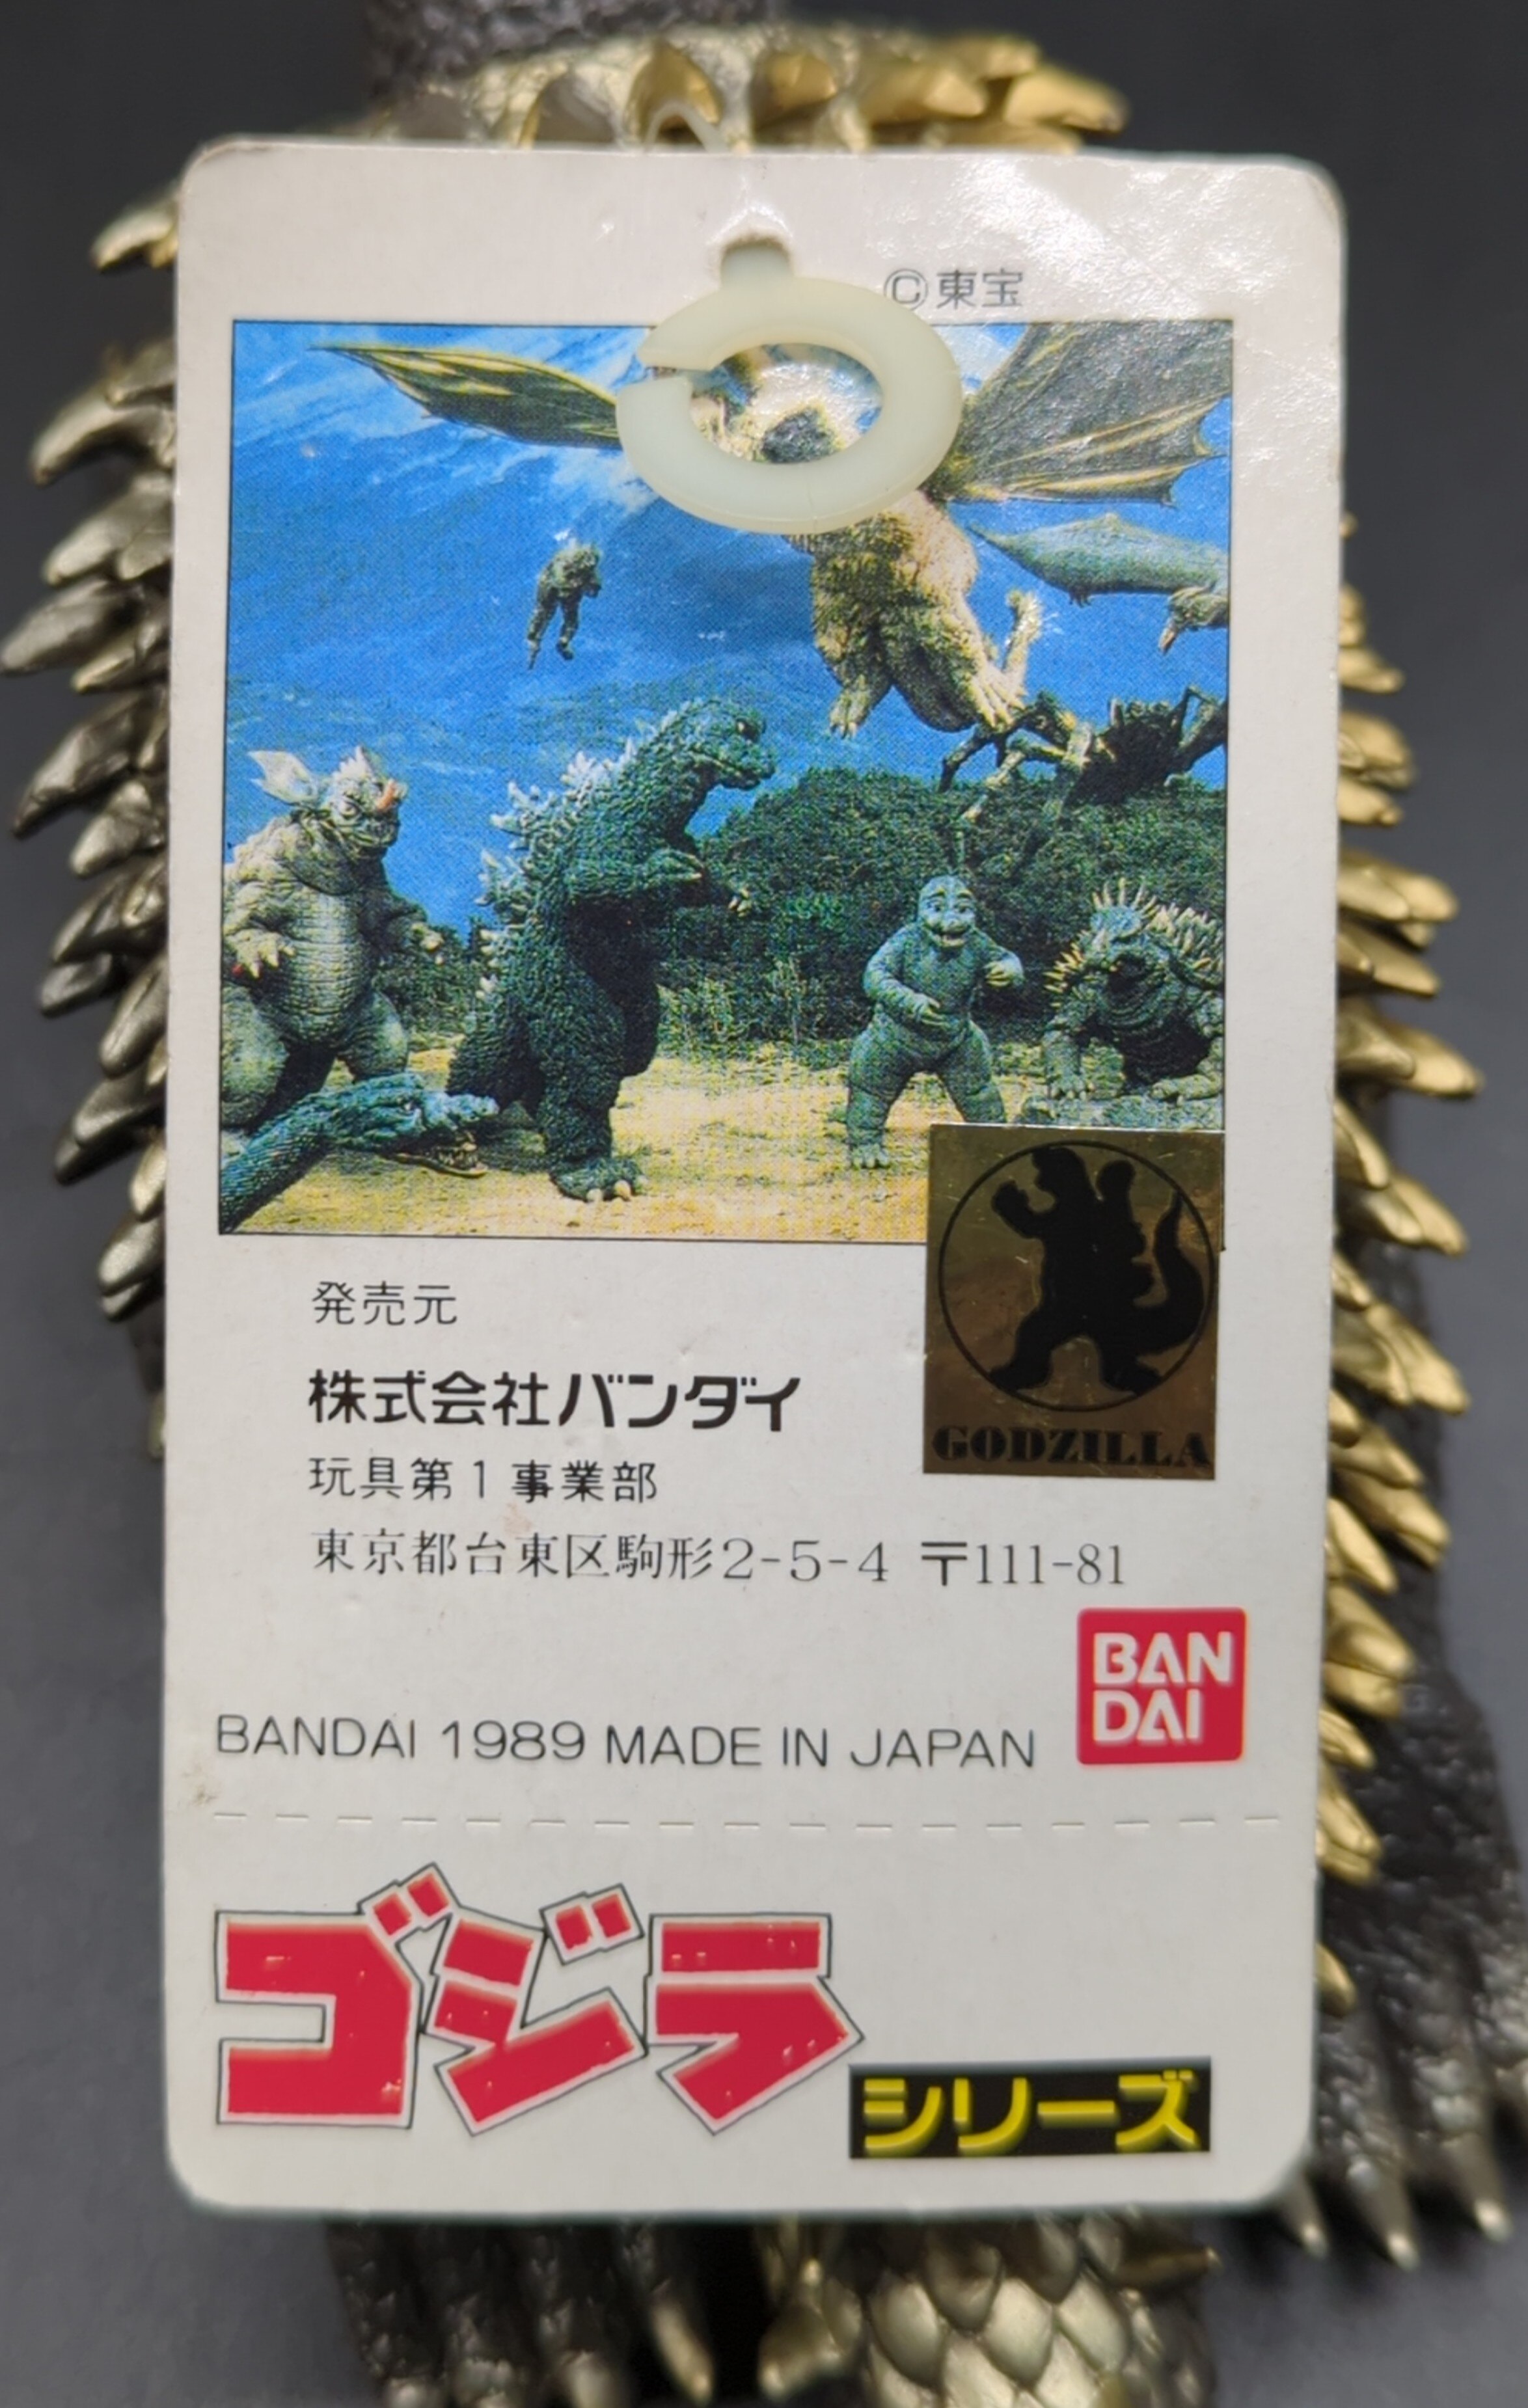 ©東宝
GODZILLA
発売元
株式会社バンダイ
玩具第1事業部
東京都台東区駒形2-5-4 〒111-81
BANDAI 1989 MADE IN JAPAN
BAN
DAI
ゴジラ
シリーズ